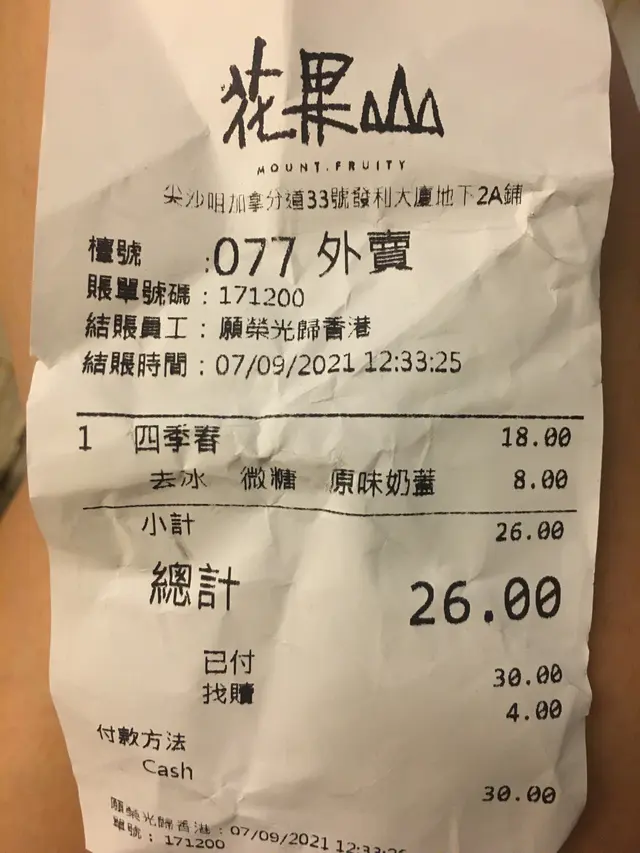 花果山
MOUNT.FRUITY
尖沙咀加拿分道33號發利大廈地下2A鋪
檯號 :077 外賣
賬單號碼 : 171200
結賬員工 : 願榮光歸香港
結賬時間 : 07/09/2021 12:33:25
1 四季春 18.00
去冰 微糖 原味奶蓋 8.00
小計 26.00
總計 26.00
已付 30.00
找贖 4.00
付款方法
Cash 30.00
願榮光歸香港 : 07/09/2021 12:33:26
單號 : 171200